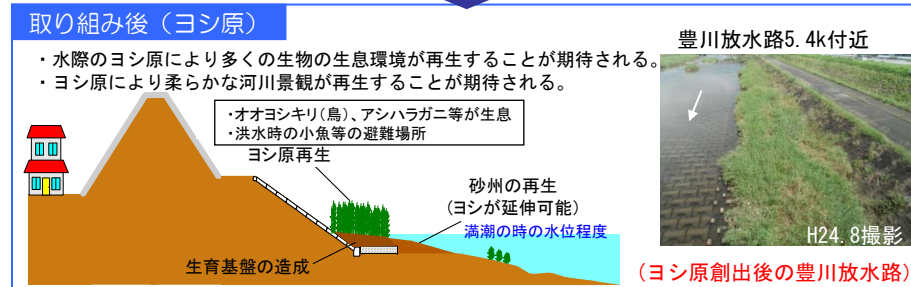 取り組み後（ヨシ原）
・水際のヨシ原により多くの生物の生息環境が再生することが期待される。
・ヨシ原により柔らかな河川景観が再生することが期待される。
・オオヨシキリ(鳥)、アシハラガニ等が生息
・洪水時の小魚等の避難場所
ヨシ原再生
砂州の再生
(ヨシが延伸可能)
満潮の時の水位程度
生育基盤の造成
豊川放水路5.4k付近
H24.8撮影
(ヨシ原創出後の豊川放水路)